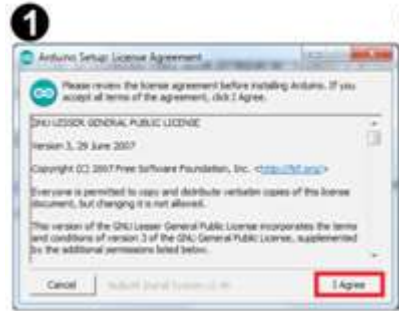 1
Arduino Setup: License Agreement
Please review the license agreement before installing Arduino. If you
accept all terms of the agreement, click I Agree.
GNU LESSER GENERAL PUBLIC LICENSE
Version 3, 29 June 2007
Copyright (C) 2007 Free Software Foundation, Inc. <http://fsf.org/>
Everyone is permitted to copy and distribute verbatim copies of this license
document, but changing it is not allowed.
This version of the GNU Lesser General Public License incorporates the terms
and conditions of version 3 of the GNU General Public License, supplemented
by the additional permissions listed below.
Cancel
I Agree